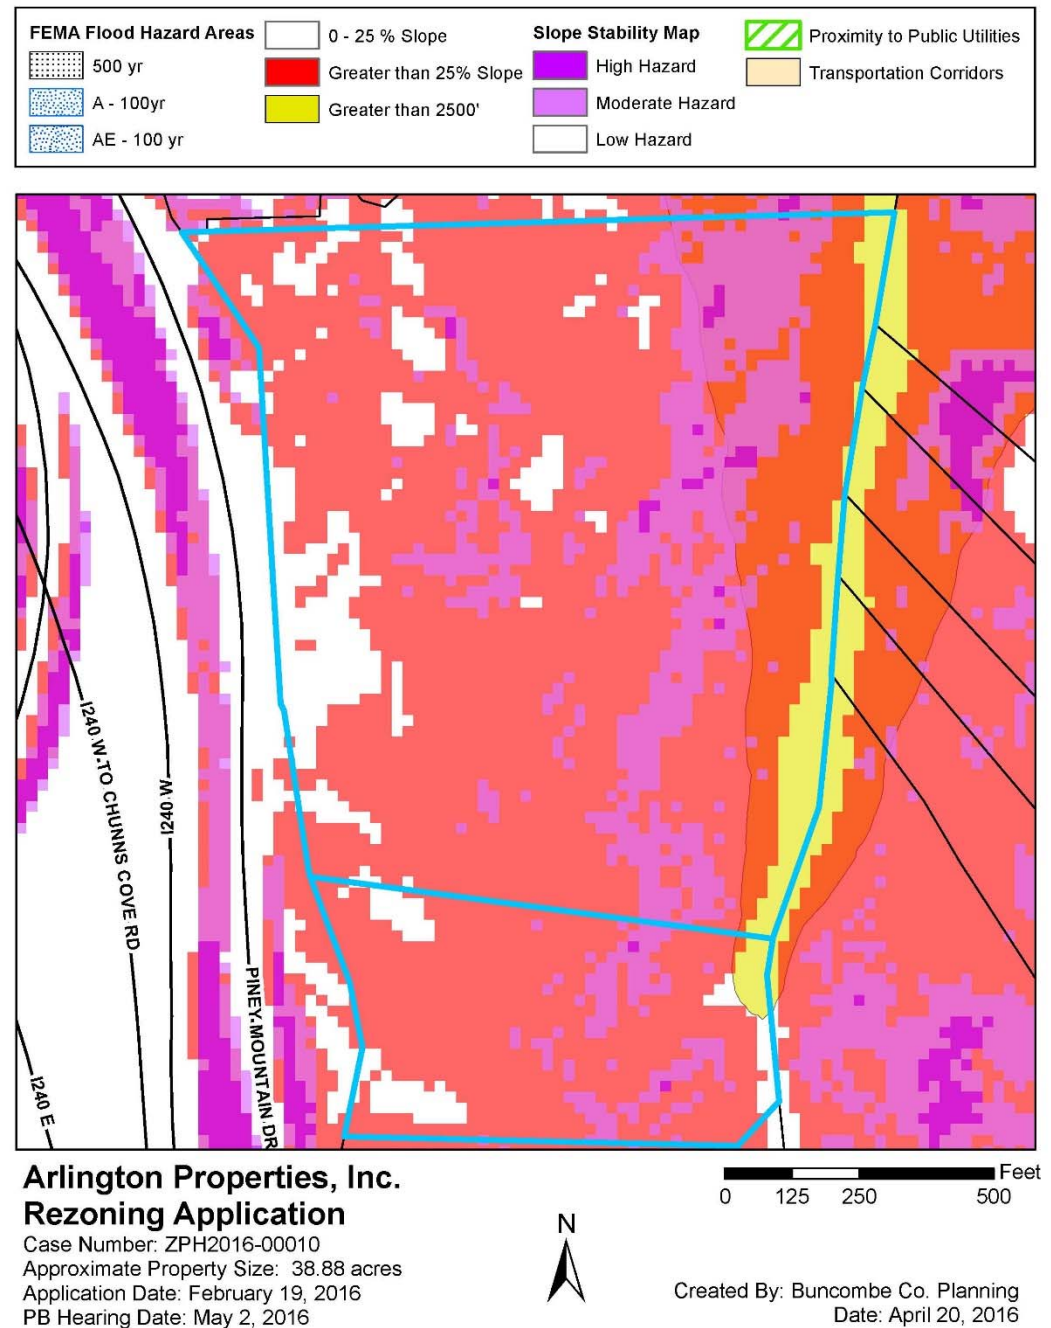 FEMA Flood Hazard Areas
500 yr
A - 100yr
AE - 100 yr
0 - 25 % Slope
Greater than 25% Slope
Greater than 2500'
Slope Stability Map
High Hazard
Moderate Hazard
Low Hazard
Proximity to Public Utilities
Transportation Corridors
I240 W-TO CHUNNS COVE RD
I240 W
PINEY MOUNTAIN DR
I240 E
Arlington Properties, Inc.
Rezoning Application
Case Number: ZPH2016-00010
Approximate Property Size: 38.88 acres
Application Date: February 19, 2016
PB Hearing Date: May 2, 2016
N
Feet
0 125 250 500
Created By: Buncombe Co. Planning
Date: April 20, 2016